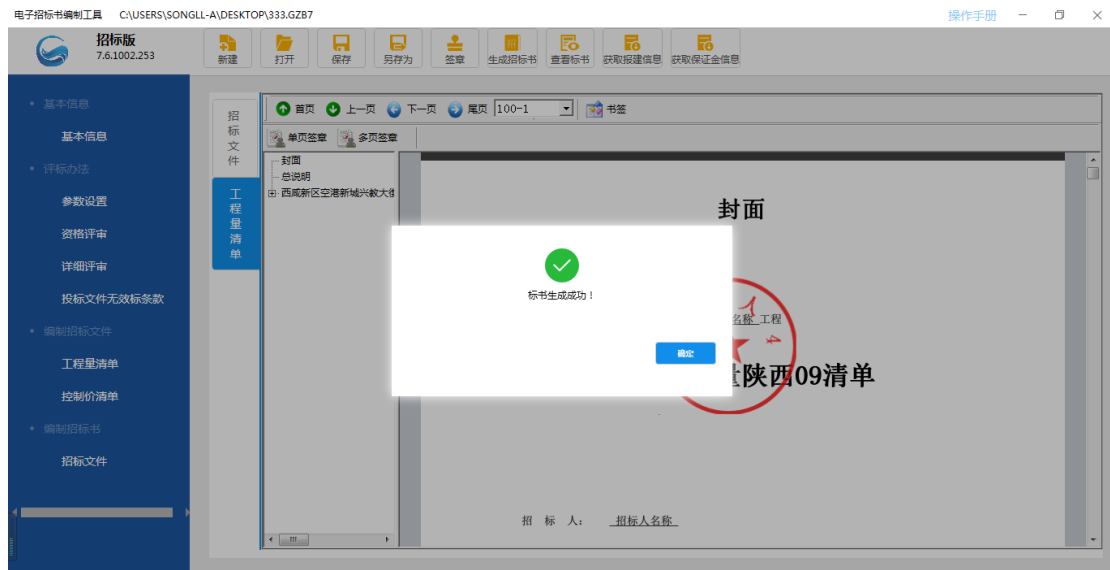 电子招标书编制工具 C:\USERS\SONGLL-A\DESKTOP\333.GZB7 操作手册
招标版
7.6.1002.253
新建 打开 保存 另存为 签章 生成招标书 查看标书 获取报建信息 获取保证金信息
基本信息
基本信息
评标办法
参数设置
资格评审
详细评审
投标文件无效标条款
编制招标文件
工程量清单
控制价清单
编制招标书
招标文件
招标文件
工程量清单
首页 上一页 下一页 尾页 100-1 书签
单页签章 多页签章
封面
总说明
西咸新区空港新城兴教大街
封面
标书生成成功！
确定
名称 工程
陕西09清单
招 标 人： 招标人名称